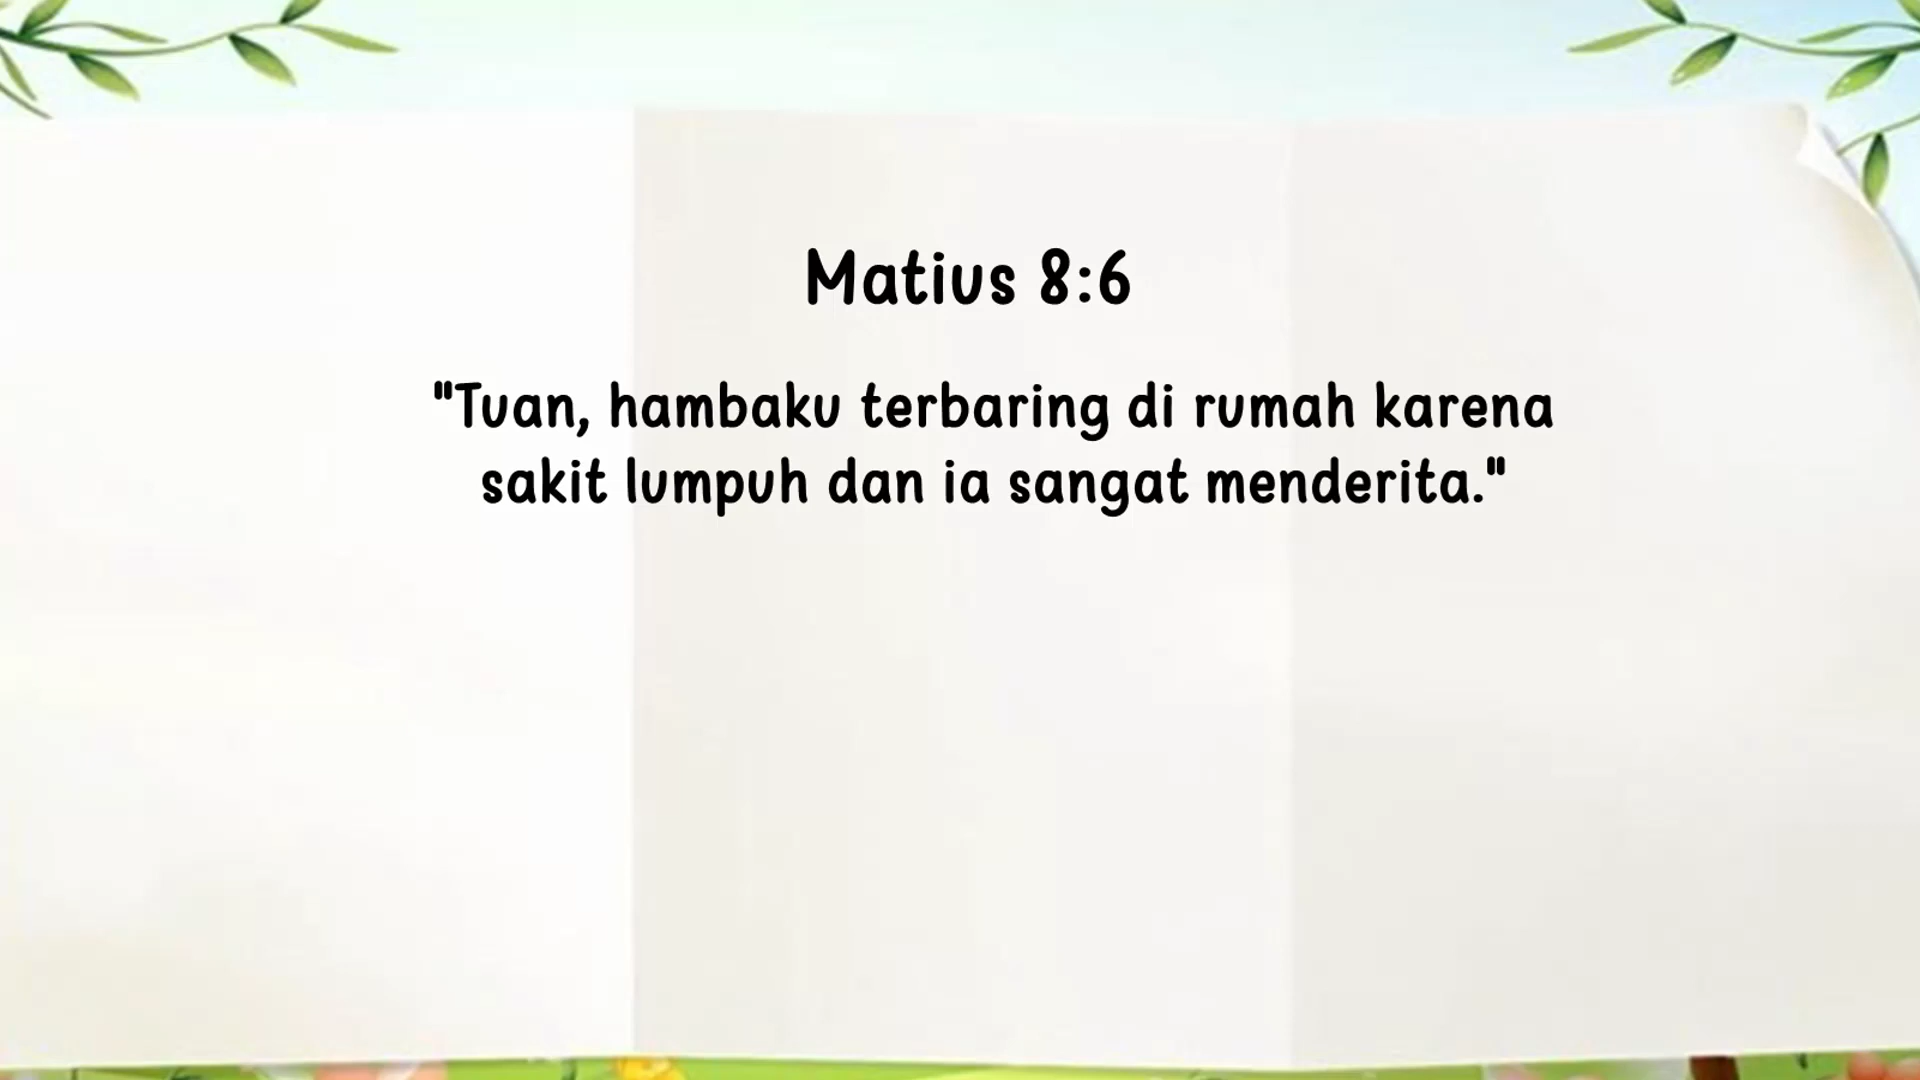 Matius 8:6
"Tuan, hambaku terbaring di rumah karena
sakit lumpuh dan ia sangat menderita."